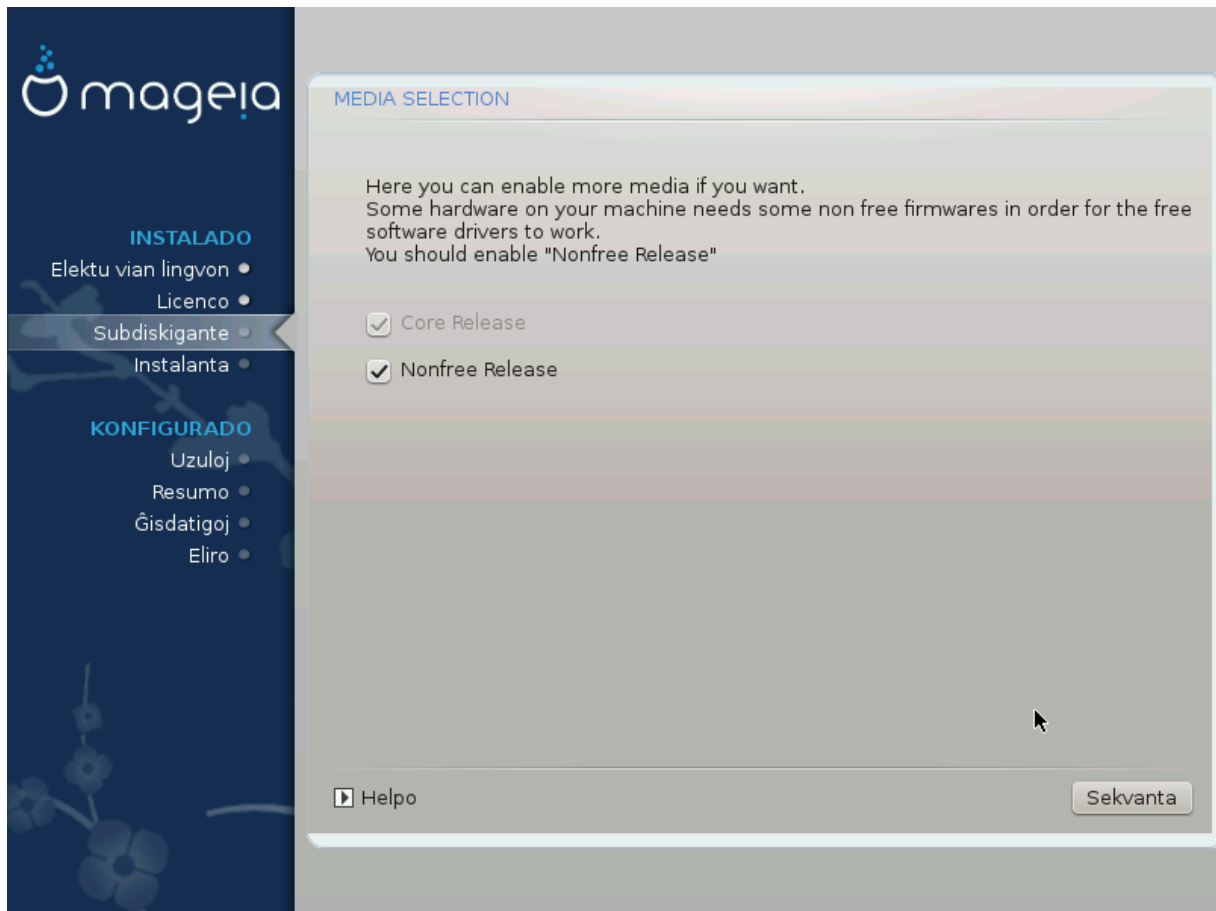 mageia
INSTALADO
Elektu vian lingvon
Licenco
Subdiskigante
Instalanta
KONFIGURADO
Uzuloj
Resumo
Ĝisdatigoj
Eliro
MEDIA SELECTION
Here you can enable more media if you want.
Some hardware on your machine needs some non free firmwares in order for the free
software drivers to work.
You should enable "Nonfree Release"
Core Release
Nonfree Release
Helpo
Sekvanta